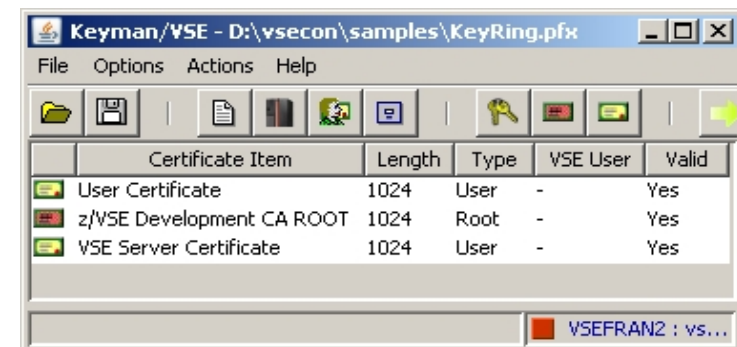 Keyman/VSE - D:\vsecon\samples\KeyRing.pfx
File Options Actions Help
Certificate Item Length Type VSE User Valid
User Certificate 1024 User - Yes
z/VSE Development CA ROOT 1024 Root - Yes
VSE Server Certificate 1024 User - Yes
VSEFRAN2 : vs...